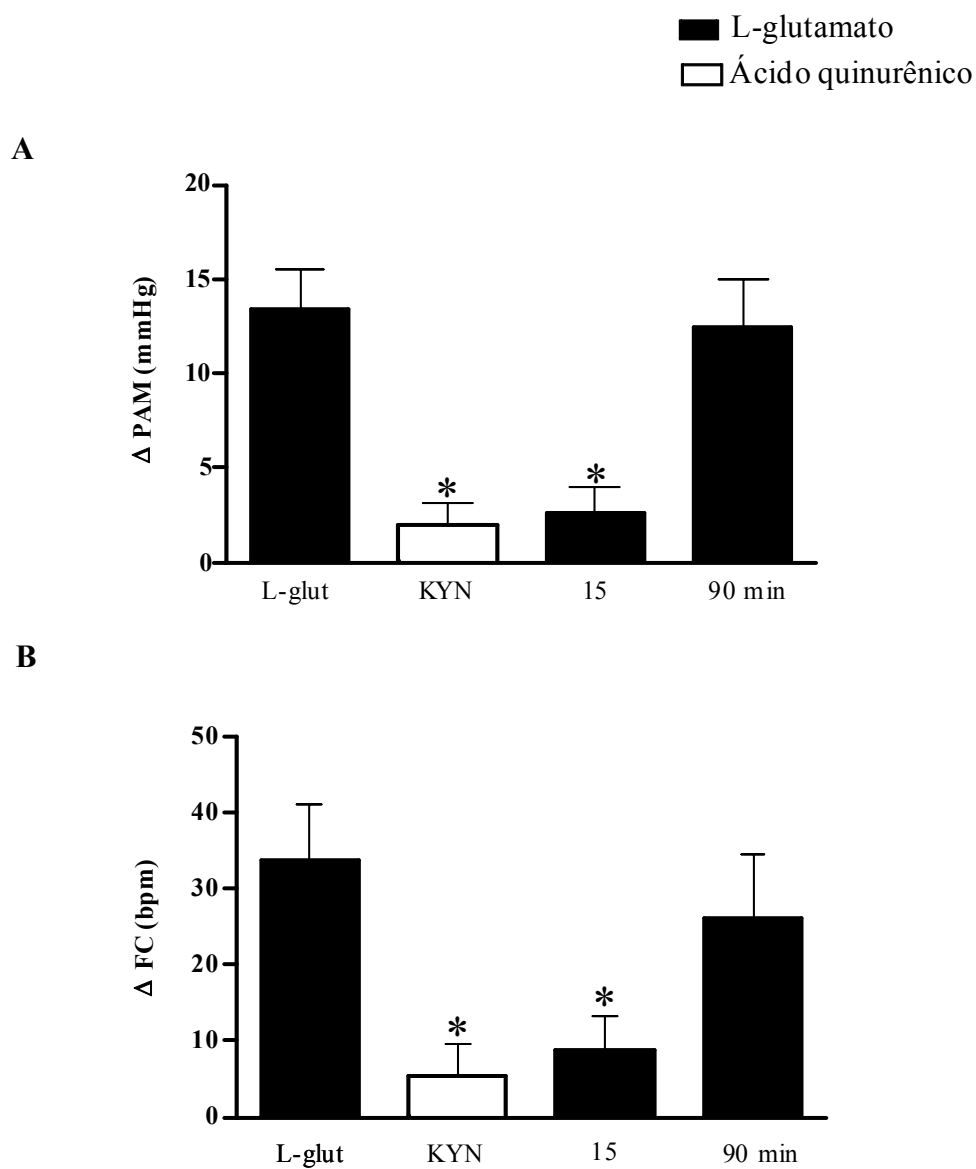 L-glutamato
Ácido quinurênico
A
20
15
10
5
0
Δ PAM (mmHg)
*
*
L-glut
KYN
15
90 min
B
50
40
30
20
10
0
Δ FC (bpm)
*
*
L-glut
KYN
15
90 min